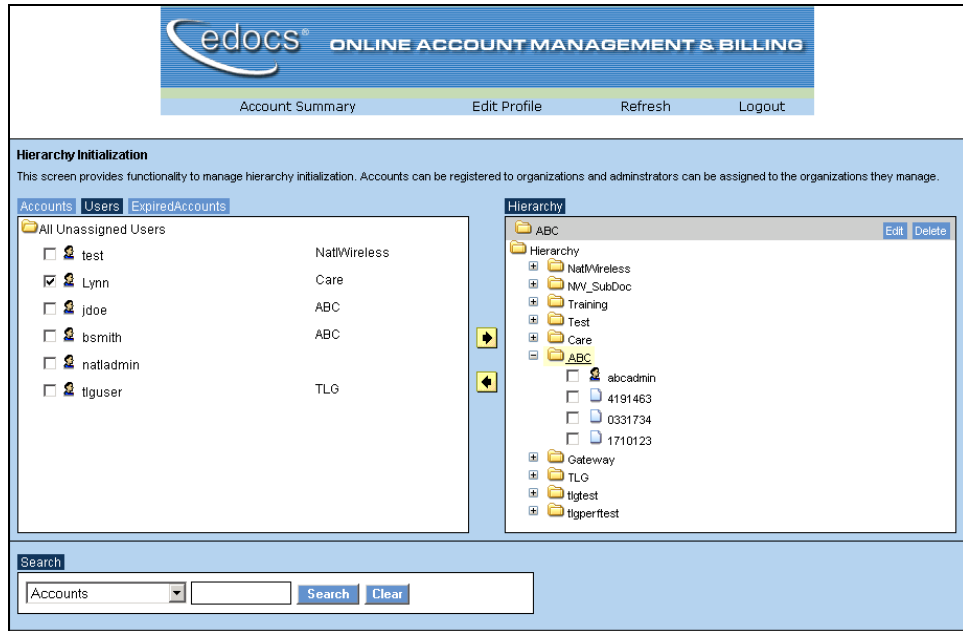 edocs® ONLINE ACCOUNT MANAGEMENT & BILLING
Account Summary Edit Profile Refresh Logout
Hierarchy Initialization
This screen provides functionality to manage hierarchy initialization. Accounts can be registered to organizations and adminstrators can be assigned to the organizations they manage.
Accounts Users ExpiredAccounts
All Unassigned Users
test NatlWireless
Lynn Care
jdoe ABC
bsmith ABC
natladmin
tlguser TLG
Hierarchy
ABC Edit Delete
Hierarchy
NatlWireless
NW_SubDoc
Training
Test
Care
ABC
abcadmin
4191463
0331734
1710123
Gateway
TLG
tlgtest
tlgperftest
Search
Accounts Search Clear